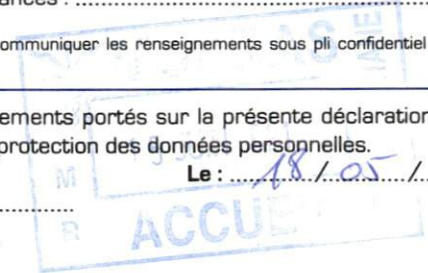 ances : ........................
ommuniquer les renseignements sous pli confidentiel
ements portés sur la présente déclaration
protection des données personnelles.
Le : ....18./..05.../..
ACCUE